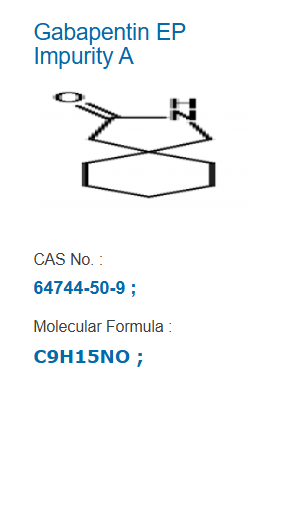 Gabapentin EP
Impurity A
O
H
N
CAS No. :
64744-50-9 ;
Molecular Formula :
C9H15NO ;